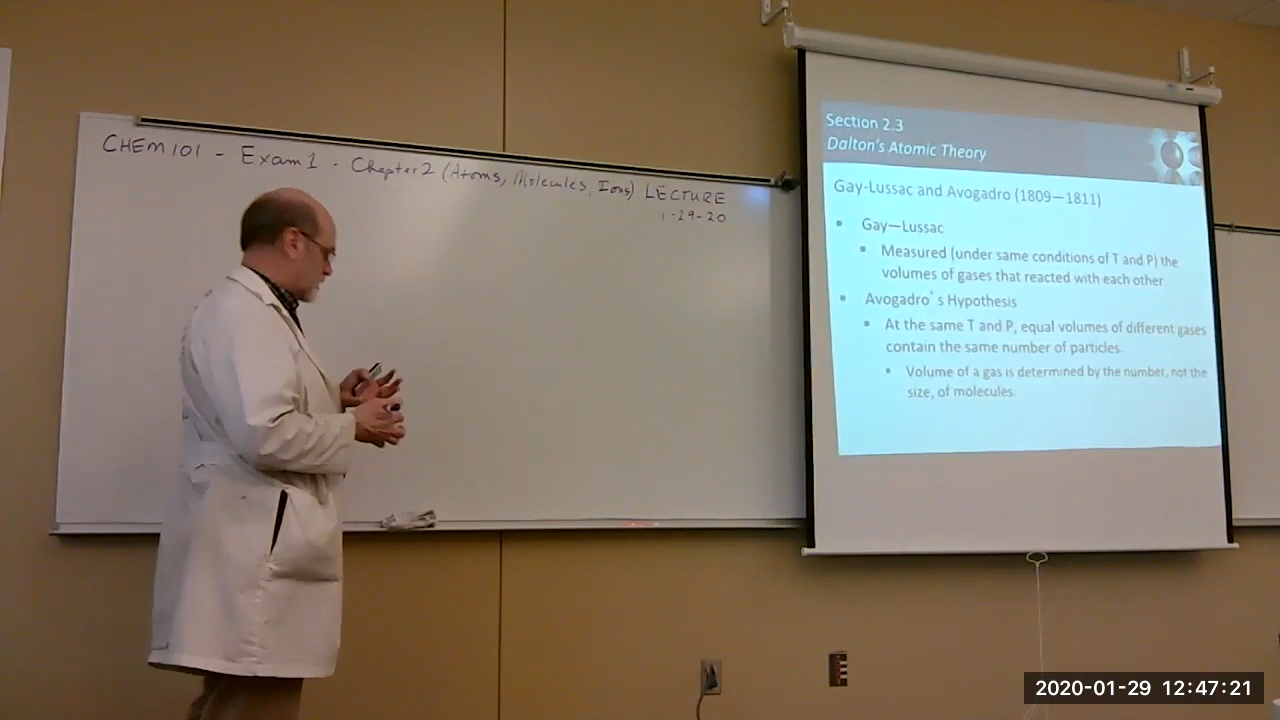 CHEM 101 - Exam 1 - Chapter 2 (Atoms, Molecules, Ions) LECTURE
1-29-20
Section 2.3
Dalton's Atomic Theory
Gay-Lussac and Avogadro (1809—1811)
Gay—Lussac
Measured (under same conditions of T and P) the
volumes of gases that reacted with each other
Avogadro's Hypothesis
At the same T and P, equal volumes of different gases
contain the same number of particles.
Volume of a gas is determined by the number, not the
size, of molecules.
2020-01-29 12:47:21